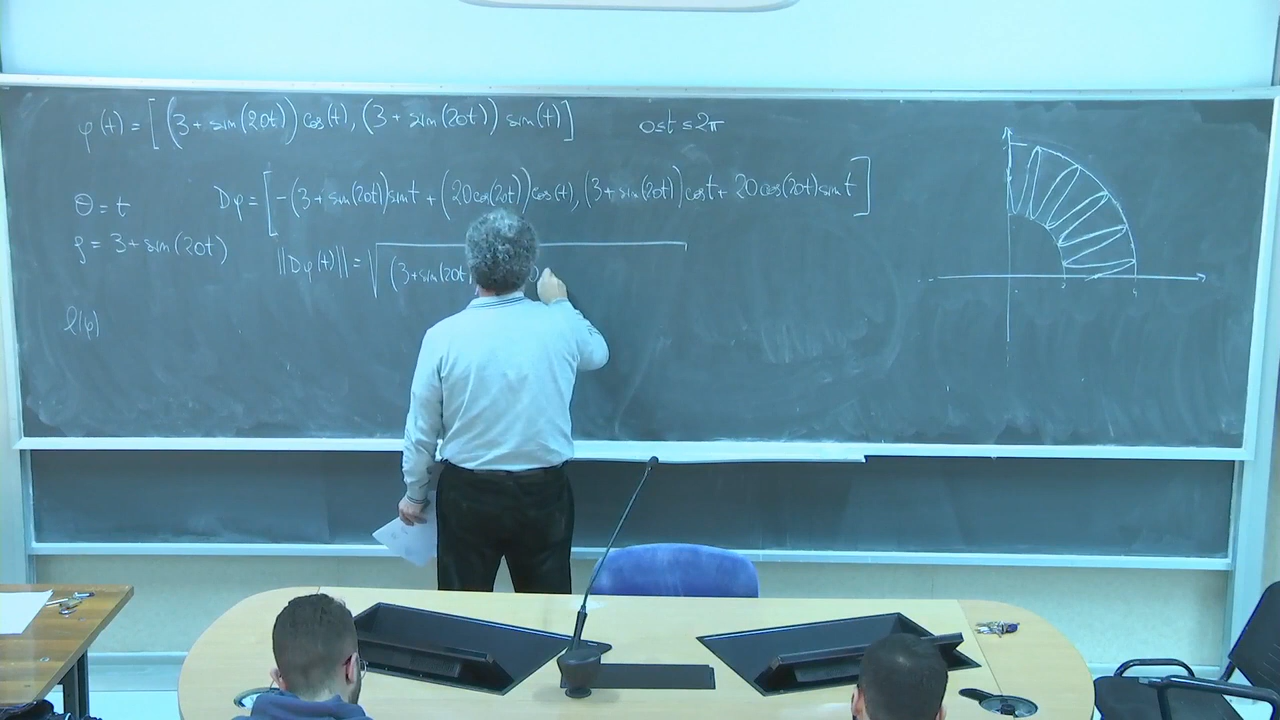 φ(t) = [(3 + sin(20t)) cos(t), (3 + sin(20t)) sin(t)]    0≤t≤2π
θ = t    Dφ = [-(3 + sin(20t)) sin t + (20 cos(20t)) cos(t), (3 + sin(20t)) cos t + 20 cos(20t) sin t]
ρ = 3 + sin(20t)    ||Dφ(t)|| = √(3 + sin(20t
l(φ)